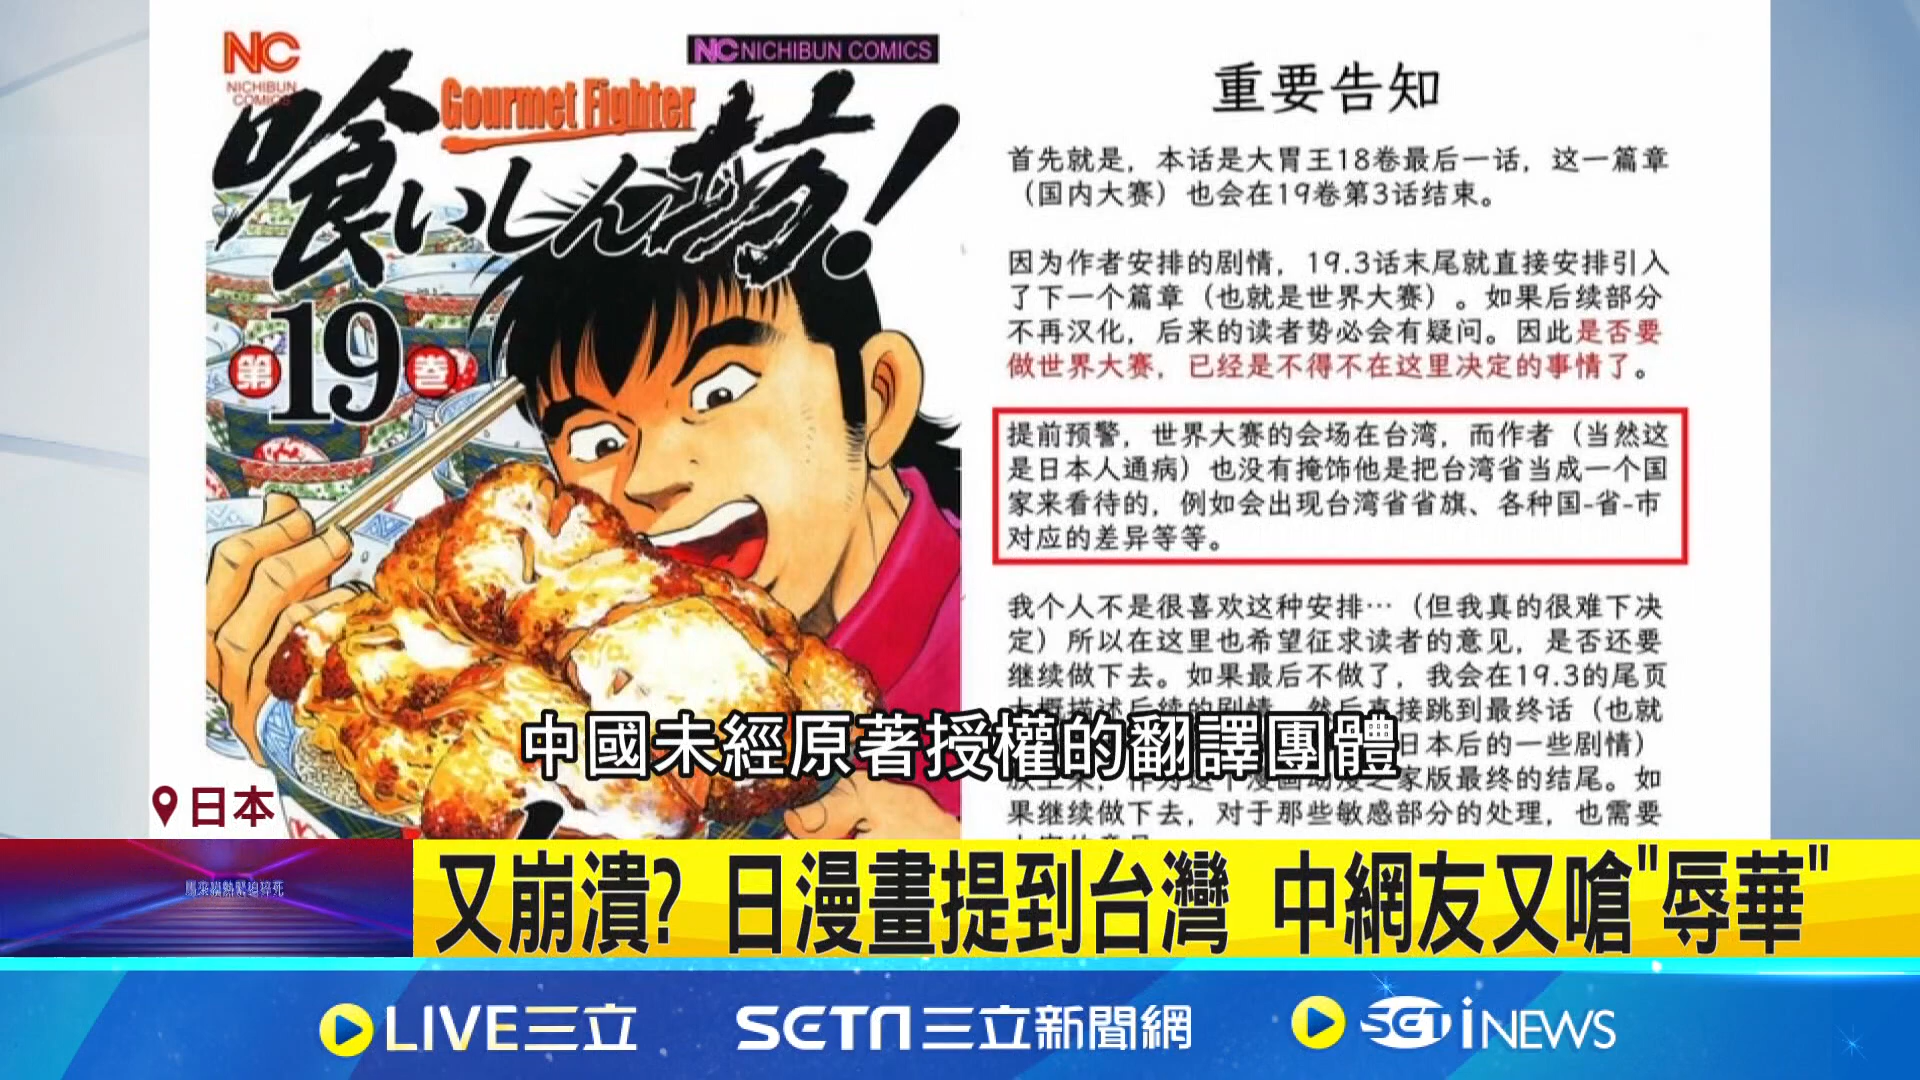 NC
NICHIBUN
COMICS
NC NICHIBUN COMICS
Gourmet Fighter
喰いしん坊!
第19巻
重要告知
首先就是，本话是大胃王18卷最后一话，这一篇章
（国内大赛）也会在19卷第3话结束。
因为作者安排的剧情，19.3话末尾就直接安排引入
了下一个篇章（也就是世界大赛）。如果后续部分
不再汉化，后来的读者势必会有疑问。因此是否要
做世界大赛，已经是不得不在这里决定的事情了。
提前预警，世界大赛的会场在台湾，而作者（当然这
是日本人通病）也没有掩饰他是把台湾省当成一个国
家来看待的，例如会出现台湾省省旗、各种国-省-市
对应的差异等等。
我个人不是很喜欢这种安排…（但我真的很难下决
定）所以在这里也希望征求读者的意见，是否还要
继续做下去。如果最后不做了，我会在19.3的尾页
直接跳到最终话（也就
日本后的一些剧情）
家版最终的结尾。如
果继续做下去，对于那些敏感部分的处理，也需要
中國未經原著授權的翻譯團體
日本
又崩潰? 日漫畫提到台灣 中網友又嗆"辱華"
LIVE三立
SETN三立新聞網
SETiNEWS